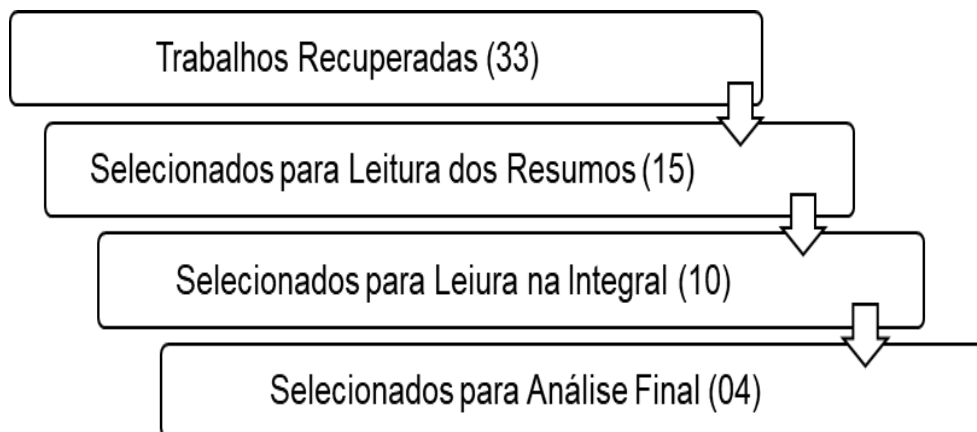 Trabalhos Recuperadas (33)
Selecionados para Leitura dos Resumos (15)
Selecionados para Leiura na Integral (10)
Selecionados para Análise Final (04)